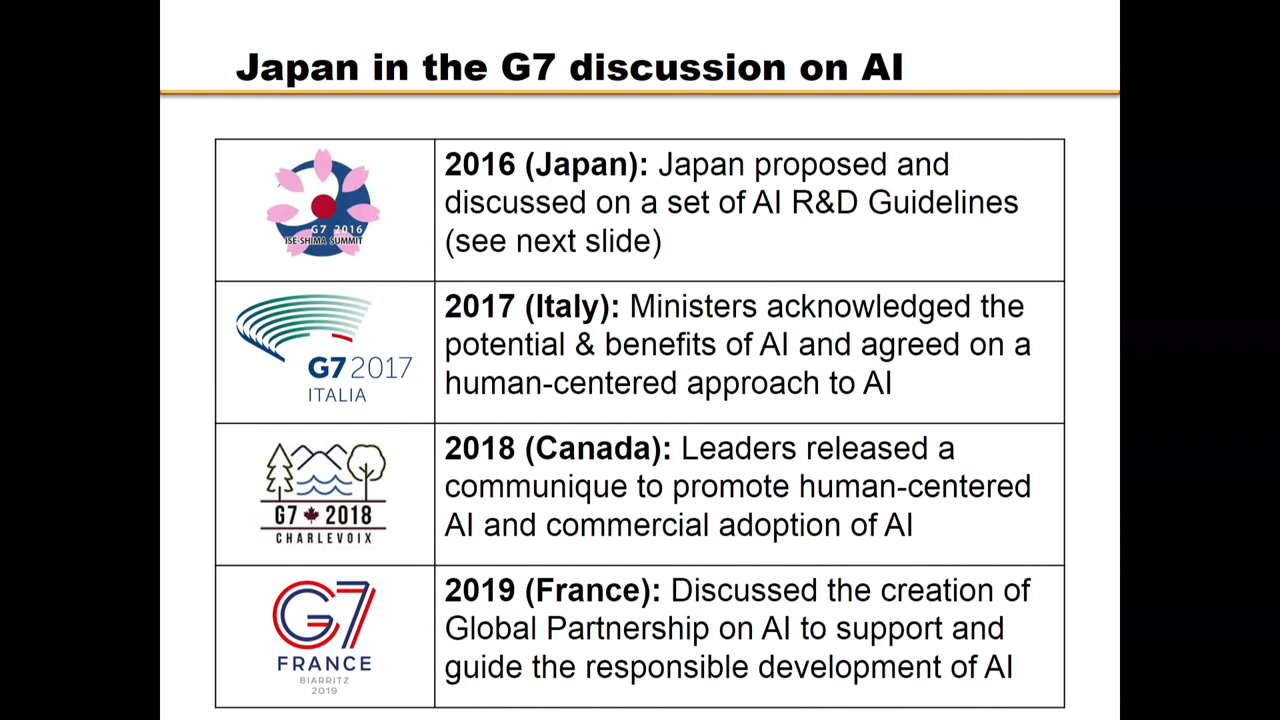 Japan in the G7 discussion on AI
G7 2016
ISE-SHIMA SUMMIT
2016 (Japan): Japan proposed and
discussed on a set of AI R&D Guidelines
(see next slide)
G7 2017
ITALIA
2017 (Italy): Ministers acknowledged the
potential & benefits of AI and agreed on a
human-centered approach to AI
G7 2018
CHARLEVOIX
2018 (Canada): Leaders released a
communique to promote human-centered
AI and commercial adoption of AI
G7
FRANCE
BIARRITZ
2019
2019 (France): Discussed the creation of
Global Partnership on AI to support and
guide the responsible development of AI